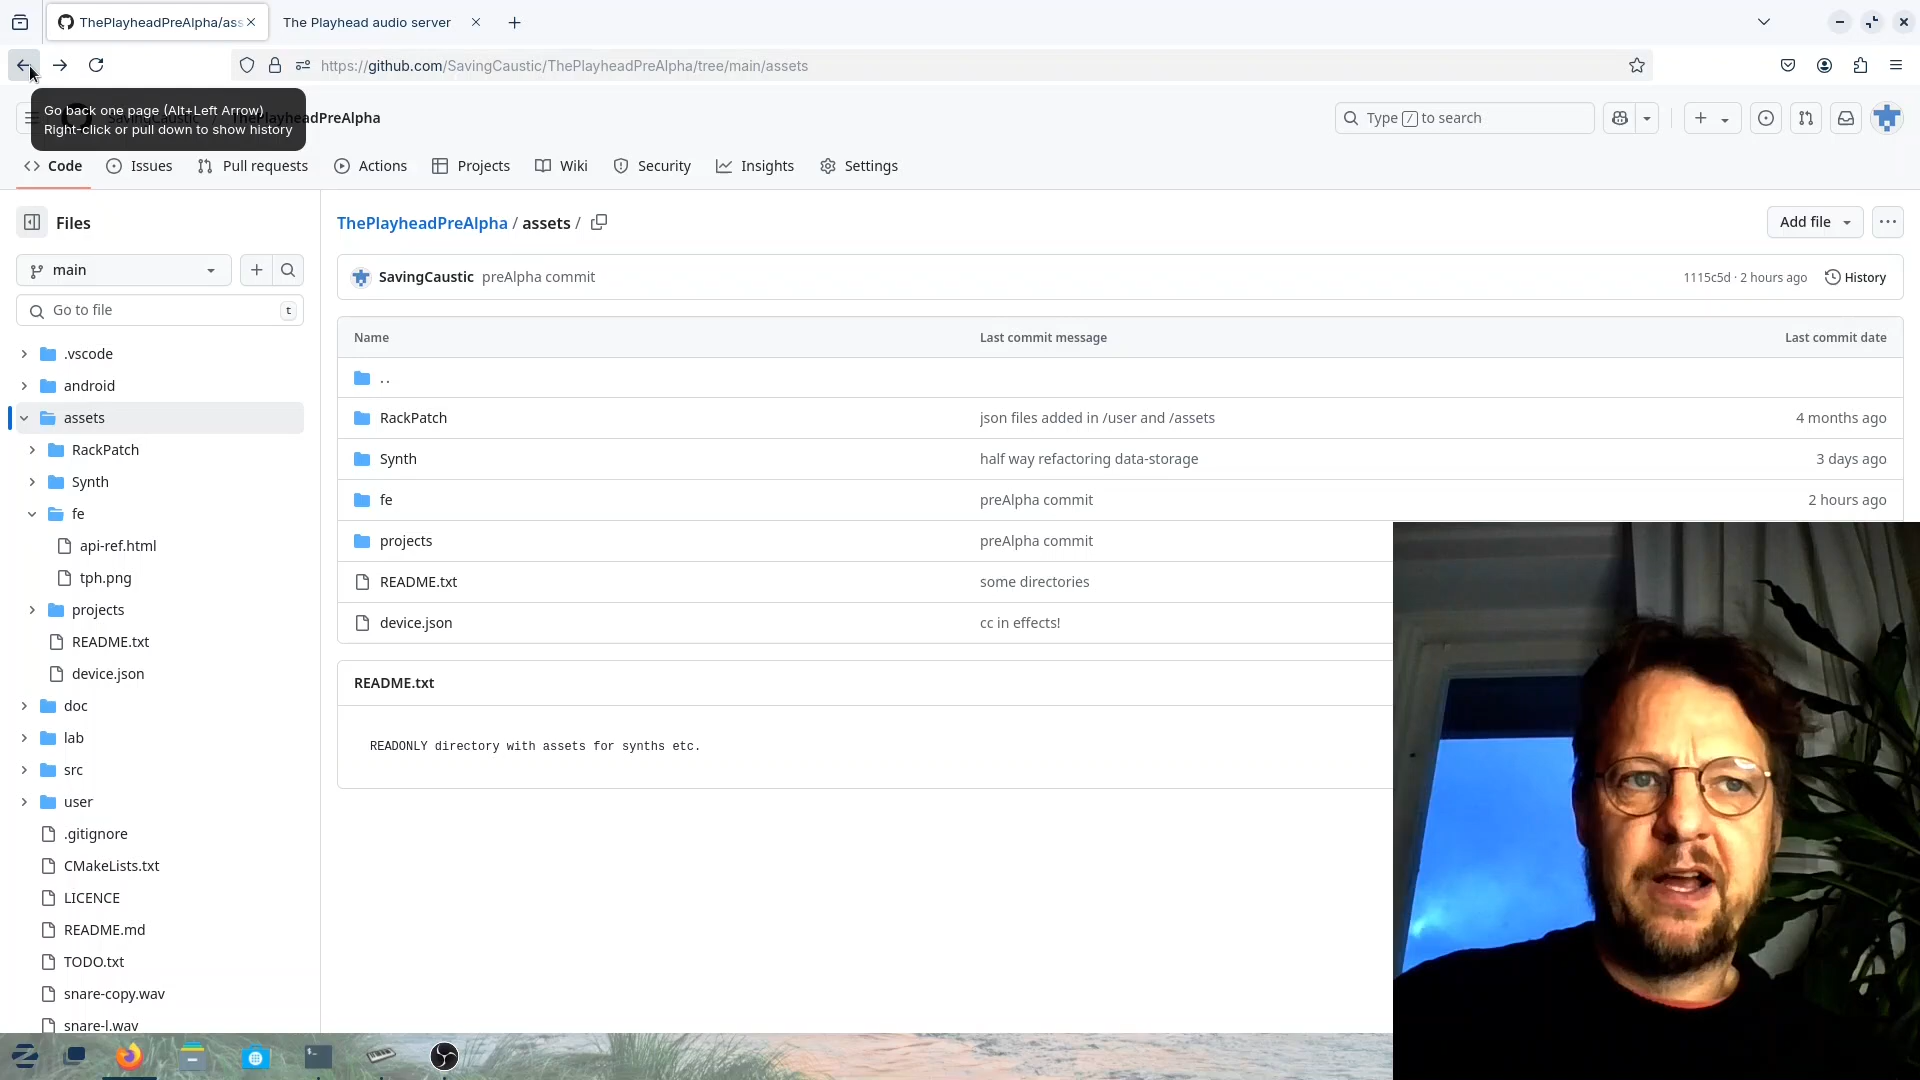 ThePlayheadPreAlpha/ass
The Playhead audio server
https://github.com/SavingCaustic/ThePlayheadPreAlpha/tree/main/assets
Go back one page (Alt+Left Arrow)
Right-click or pull down to show history
ThePlayheadPreAlpha
Type / to search
Code
Issues
Pull requests
Actions
Projects
Wiki
Security
Insights
Settings
Files
main
Go to file
t
.vscode
android
assets
RackPatch
Synth
fe
api-ref.html
tph.png
projects
README.txt
device.json
doc
lab
src
user
.gitignore
CMakeLists.txt
LICENCE
README.md
TODO.txt
snare-copy.wav
snare-l.wav
ThePlayheadPreAlpha / assets /
Add file
SavingCaustic preAlpha commit
1115c5d · 2 hours ago
History
Name Last commit message Last commit date
..
RackPatch json files added in /user and /assets 4 months ago
Synth half way refactoring data-storage 3 days ago
fe preAlpha commit 2 hours ago
projects preAlpha commit
README.txt some directories
device.json cc in effects!
README.txt
READONLY directory with assets for synths etc.